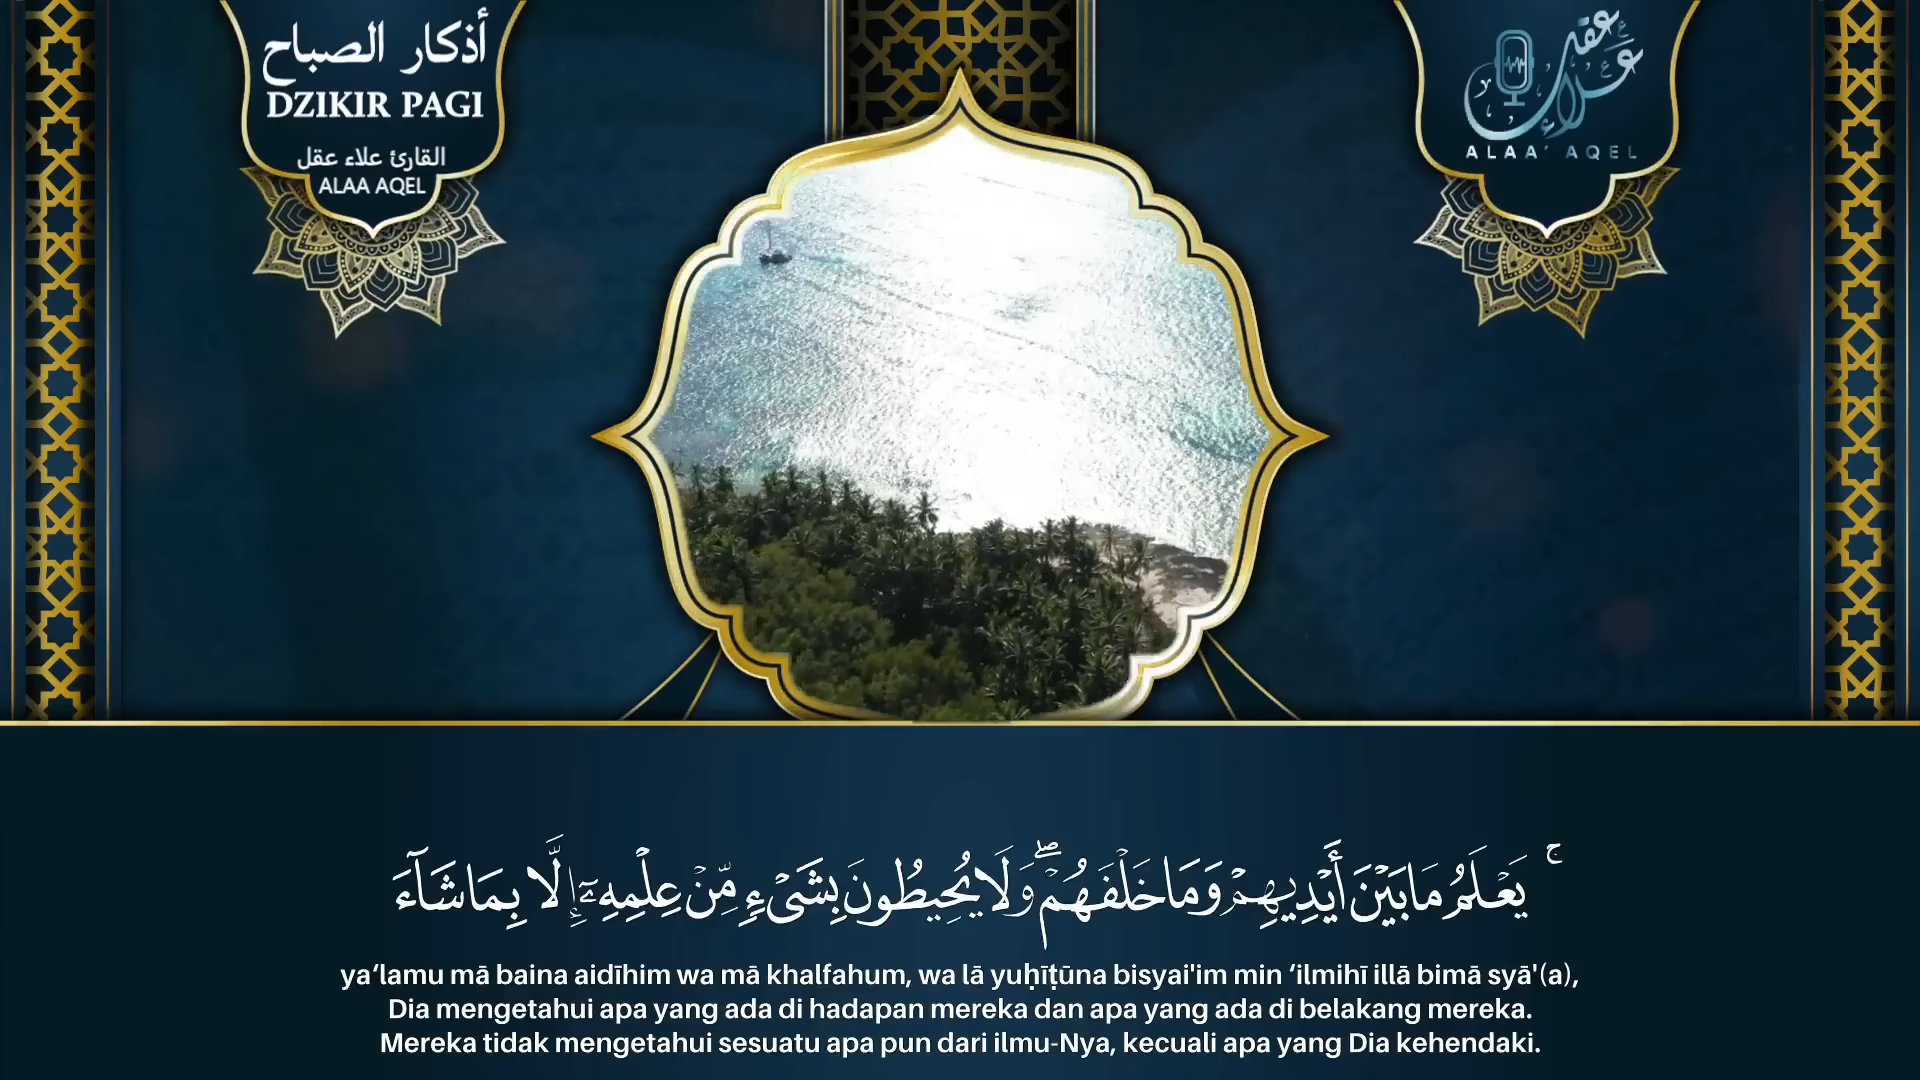 أذكار الصباح
DZIKIR PAGI
القارئ علاء عقل
ALAA AQEL
علاء عقل
ALAA' AQEL
يَعْلَمُ مَا بَيْنَ أَيْدِيهِمْ وَمَا خَلْفَهُمْ ۖ وَلَا يُحِيطُونَ بِشَىْءٍ مِّنْ عِلْمِهِۦٓ إِلَّا بِمَا شَآءَ ۚ
ya‘lamu mā baina aidīhim wa mā khalfahum, wa lā yuḥīṭūna bisyai'im min ‘ilmihī illā bimā syā'(a),
Dia mengetahui apa yang ada di hadapan mereka dan apa yang ada di belakang mereka.
Mereka tidak mengetahui sesuatu apa pun dari ilmu-Nya, kecuali apa yang Dia kehendaki.